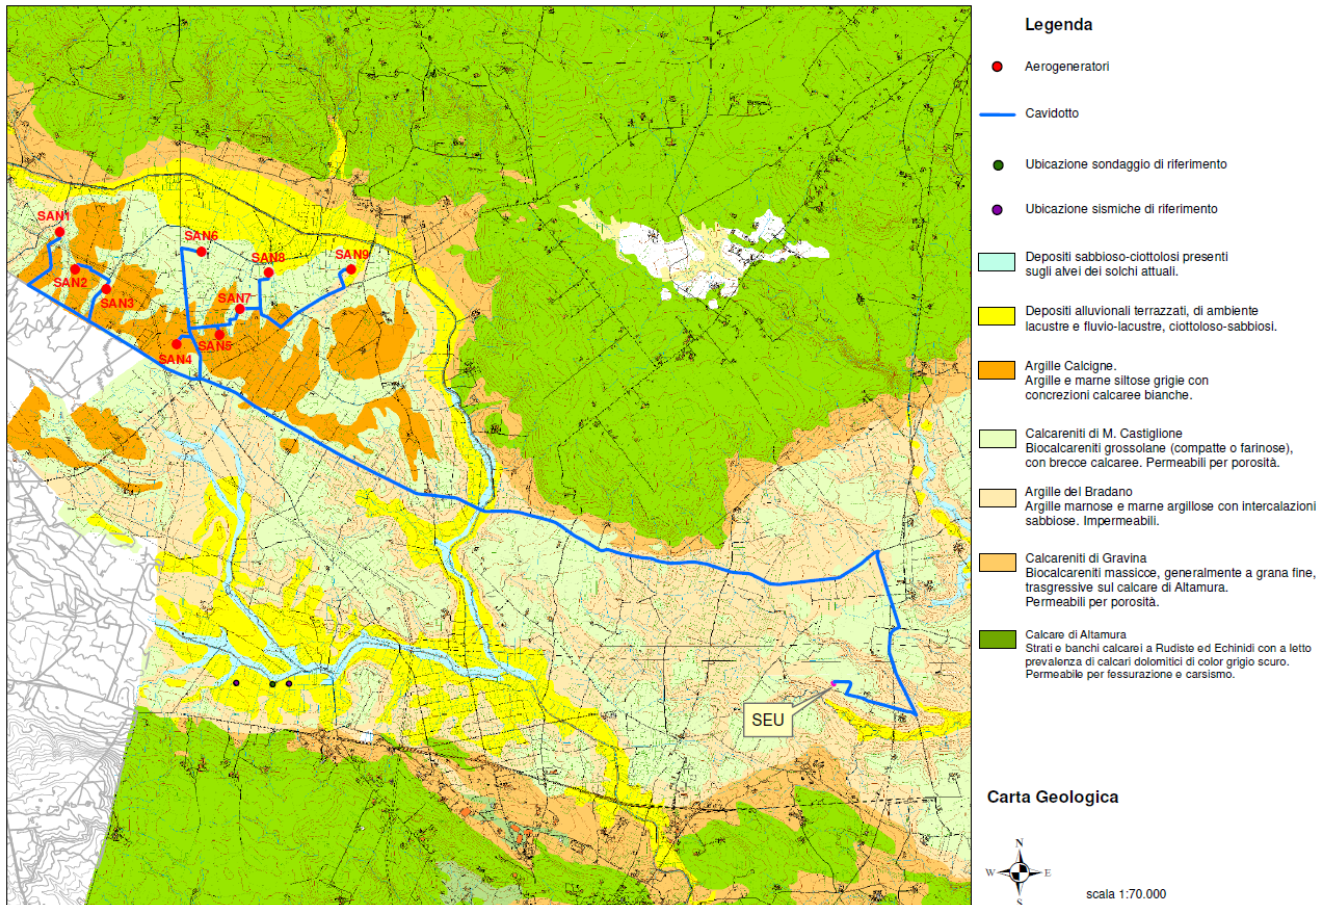 SAN1
SAN2
SAN3
SAN6
SAN8
SAN9
SAN7
SAN5
SAN4
SEU
Legenda
Aerogeneratori
Cavidotto
Ubicazione sondaggio di riferimento
Ubicazione sismiche di riferimento
Depositi sabbioso-ciottolosi presenti
sugli alvei dei solchi attuali.
Depositi alluvionali terrazzati, di ambiente
lacustre e fluvio-lacustre, ciottoloso-sabbiosi.
Argille Calcigne.
Argille e marne siltose grigie con
concrezioni calcaree bianche.
Calcareniti di M. Castiglione
Biocalcareniti grossolane (compatte o farinose),
con brecce calcaree. Permeabili per porosità.
Argille del Bradano
Argille marnose e marne argillose con intercalazioni
sabbiose. Impermeabili.
Calcareniti di Gravina
Biocalcareniti massicce, generalmente a grana fine,
trasgressive sul calcare di Altamura.
Permeabili per porosità.
Calcare di Altamura
Strati e banchi calcarei a Rudiste ed Echinidi con a letto
prevalenza di calcari dolomitici di color grigio scuro.
Permeabile per fessurazione e carsismo.
Carta Geologica
N
W E
S
scala 1:70.000